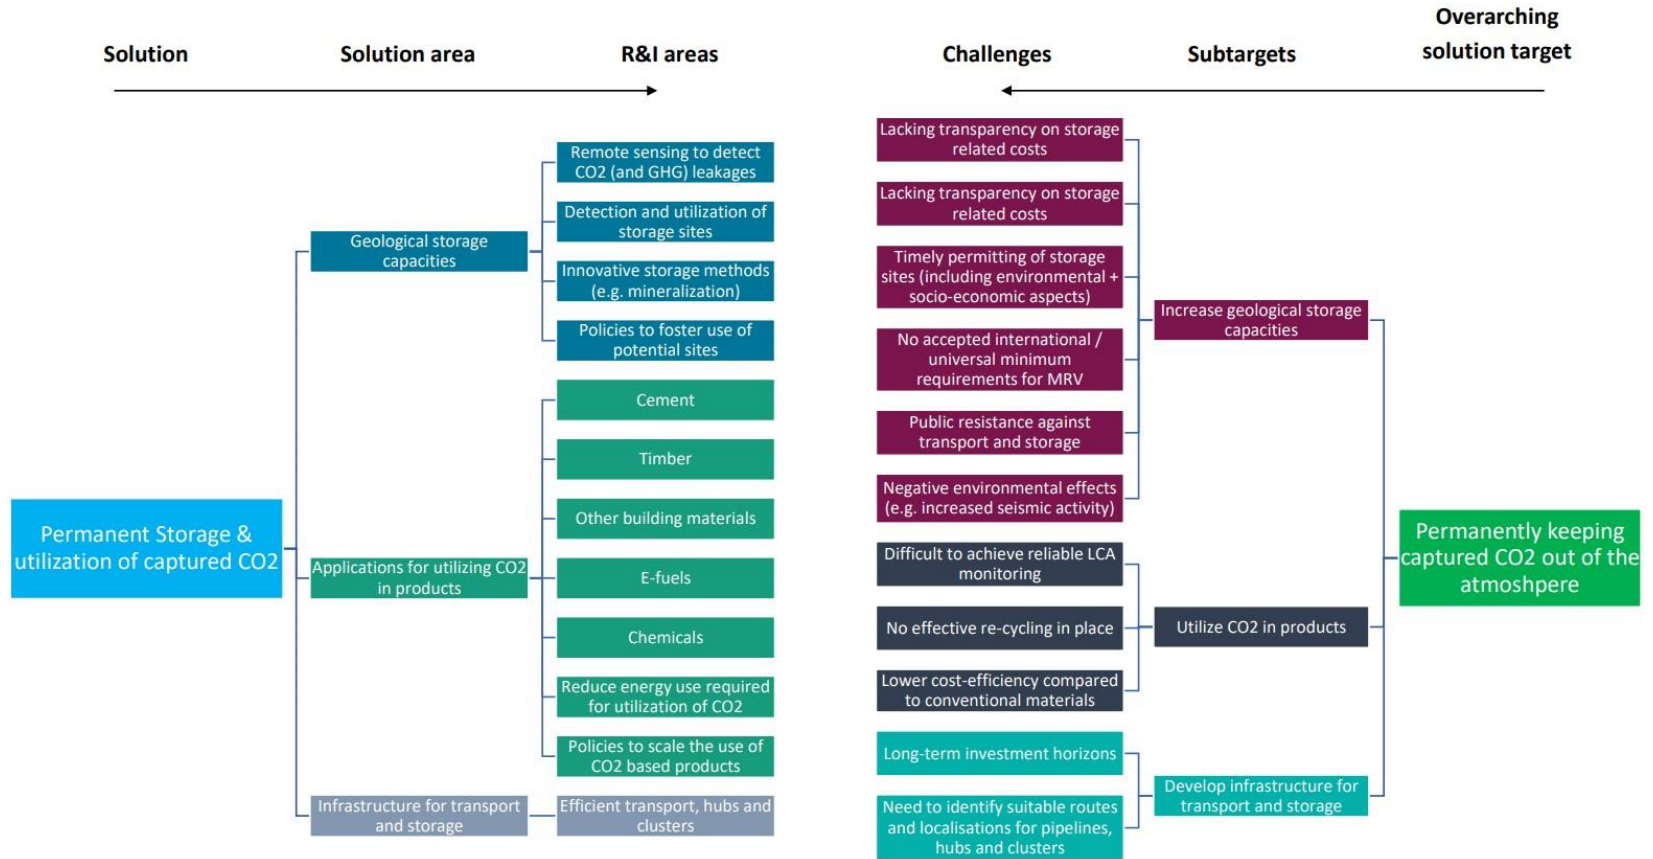 Solution
Solution area
R&I areas
Challenges
Subtargets
Overarching
solution target
Permanent Storage &
utilization of captured CO2
Geological storage
capacities
Remote sensing to detect
CO2 (and GHG) leakages
Detection and utilization of
storage sites
Innovative storage methods
(e.g. mineralization)
Policies to foster use of
potential sites
Applications for utilizing CO2
in products
Cement
Timber
Other building materials
E-fuels
Chemicals
Reduce energy use required
for utilization of CO2
Policies to scale the use of
CO2 based products
Infrastructure for transport
and storage
Efficient transport, hubs and
clusters
Lacking transparency on storage
related costs
Lacking transparency on storage
related costs
Timely permitting of storage
sites (including environmental +
socio-economic aspects)
No accepted international /
universal minimum
requirements for MRV
Public resistance against
transport and storage
Negative environmental effects
(e.g. increased seismic activity)
Increase geological storage
capacities
Difficult to achieve reliable LCA
monitoring
No effective re-cycling in place
Lower cost-efficiency compared
to conventional materials
Utilize CO2 in products
Long-term investment horizons
Need to identify suitable routes
and localisations for pipelines,
hubs and clusters
Develop infrastructure for
transport and storage
Permanently keeping
captured CO2 out of the
atmoshpere